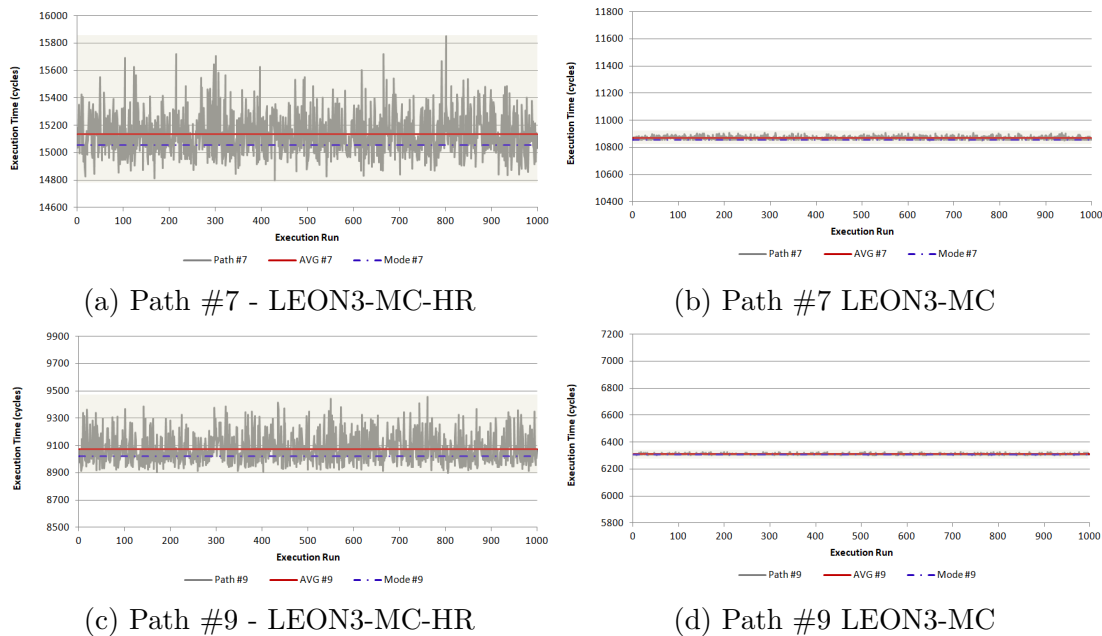 16000
15800
15600
15400
15200
15000
14800
14600
Execution Time (cycles)
0 100 200 300 400 500 600 700 800 900 1000
Execution Run
Path #7 AVG #7 Mode #7
(a) Path #7 - LEON3-MC-HR
11800
11600
11400
11200
11000
10800
10600
10400
Execution Time (cycles)
0 100 200 300 400 500 600 700 800 900 1000
Execution Run
Path #7 AVG #7 Mode #7
(b) Path #7 LEON3-MC
9900
9700
9500
9300
9100
8900
8700
8500
Execution Time (cycles)
0 100 200 300 400 500 600 700 800 900 1000
Execution Run
Path #9 AVG #9 Mode #9
(c) Path #9 - LEON3-MC-HR
7200
7000
6800
6600
6400
6200
6000
5800
Execution Time (cycles)
0 100 200 300 400 500 600 700 800 900 1000
Execution Run
Path #9 AVG #9 Mode #9
(d) Path #9 LEON3-MC